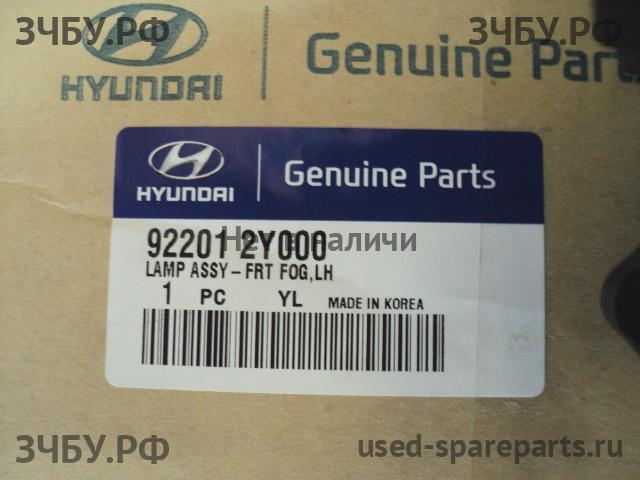 ЗЧБУ.РФ
ЗЧБУ.РФ
HYUNDAI
Genuine Parts
HYUNDAI
Genuine Parts
92201 2Y000
Нет в наличи
LAMP ASSY-FRT FOG,LH
1 PC YL MADE IN KOREA
ЗЧБУ.РФ
used-spareparts.ru